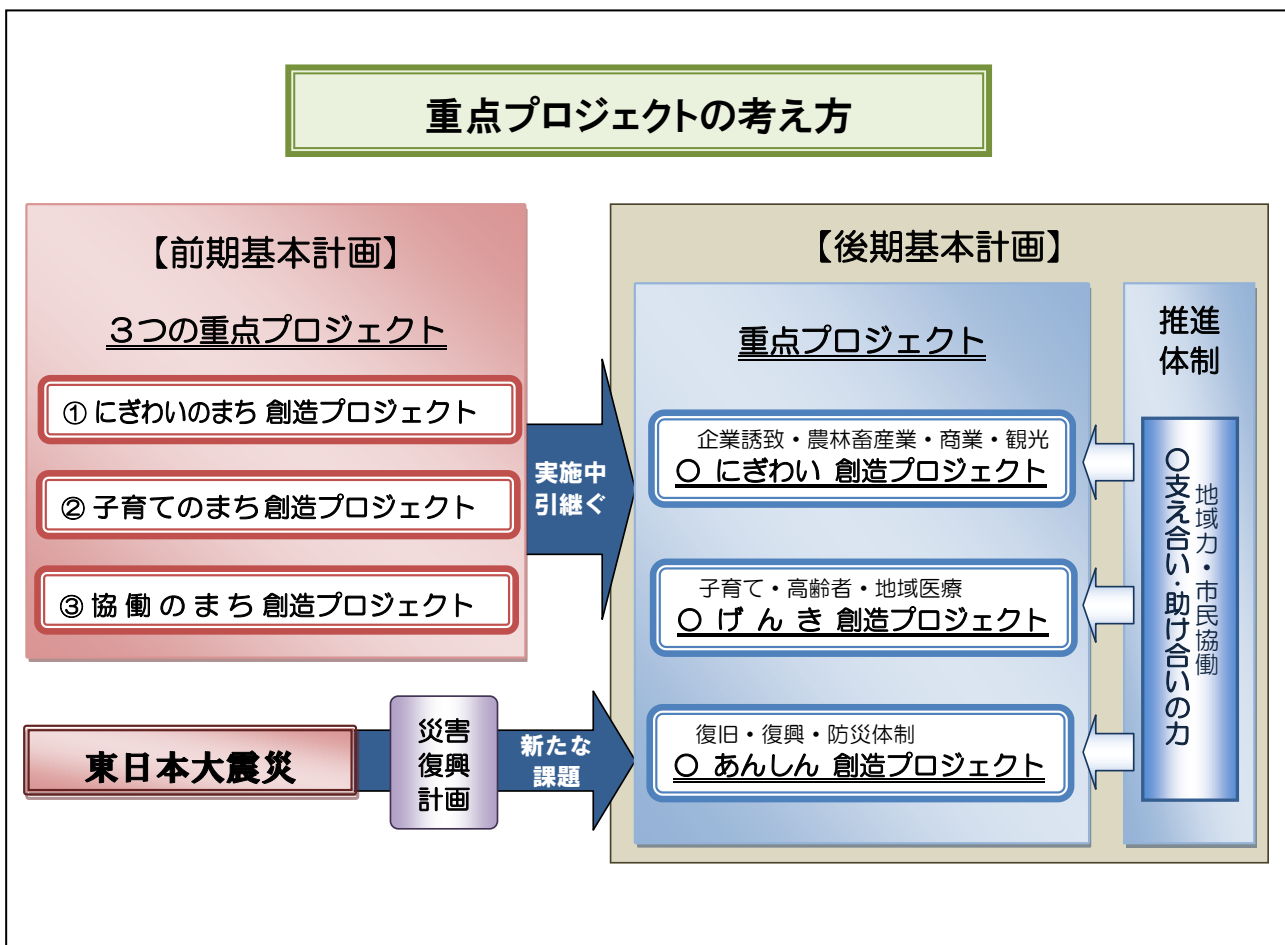 重点プロジェクトの考え方
【前期基本計画】
３つの重点プロジェクト
① にぎわいのまち 創造プロジェクト
② 子育てのまち 創造プロジェクト
③ 協 働 の ま ち 創造プロジェクト
実施中
引継ぐ
東日本大震災
災害
復興
計画
新たな
課題
【後期基本計画】
重点プロジェクト
企業誘致・農林畜産業・商業・観光
〇 にぎわい 創造プロジェクト
子育て・高齢者・地域医療
〇 げ ん き 創造プロジェクト
復旧・復興・防災体制
〇 あんしん 創造プロジェクト
推進
体制
地域力・市民協働
〇支え合い・助け合いの力